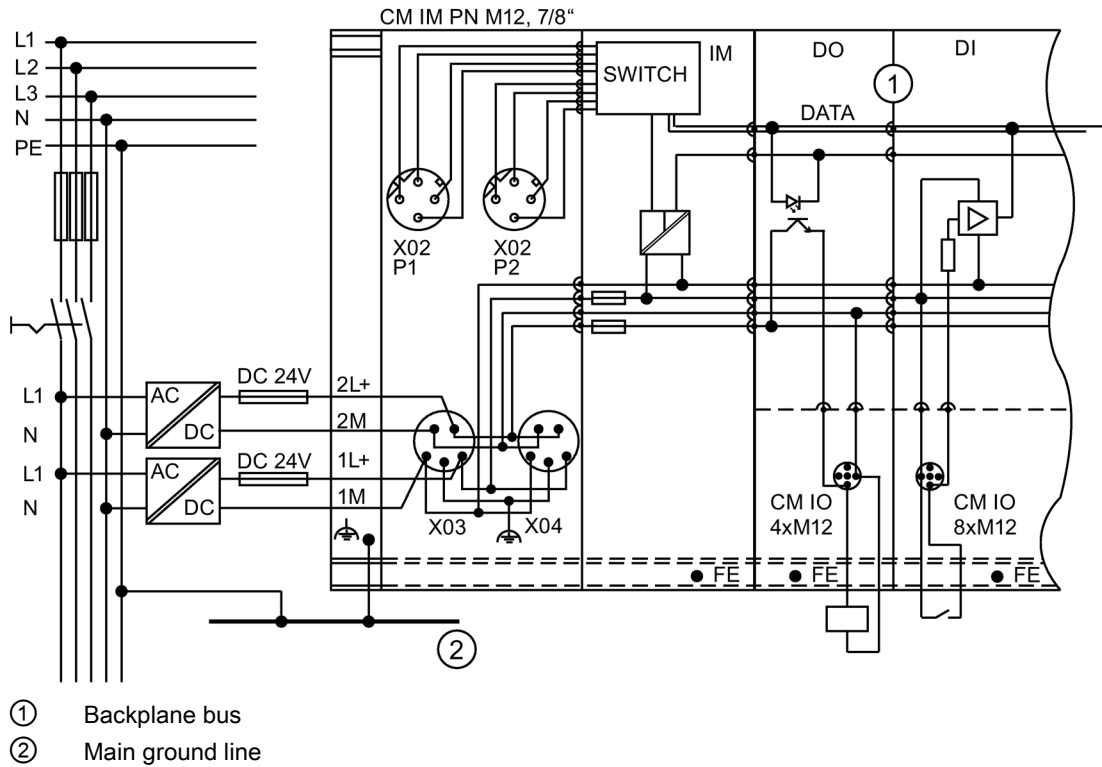 CM IM PN M12, 7/8“
L1
L2
L3
N
PE
SWITCH
IM
DO
1
DI
DATA
X02
P1
X02
P2
L1
N
L1
N
AC
DC
AC
DC
DC 24V
DC 24V
2L+
2M
1L+
1M
X03
X04
CM IO
4xM12
CM IO
8xM12
FE
FE
FE
2
1 Backplane bus
2 Main ground line